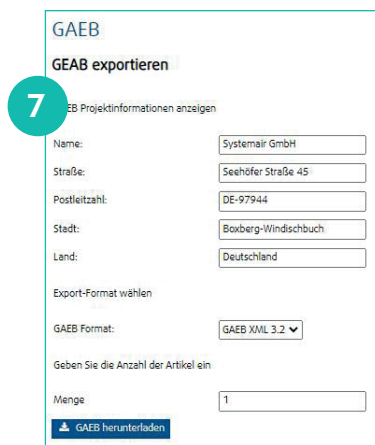 GAEB
GEAB exportieren
7
EB Projektinformationen anzeigen
Name: Systemair GmbH
Straße: Seehöfer Straße 45
Postleitzahl: DE-97944
Stadt: Boxberg-Windischbuch
Land: Deutschland
Export-Format wählen
GAEB Format: GAEB XML 3.2
Geben Sie die Anzahl der Artikel ein
Menge 1
GAEB herunterladen